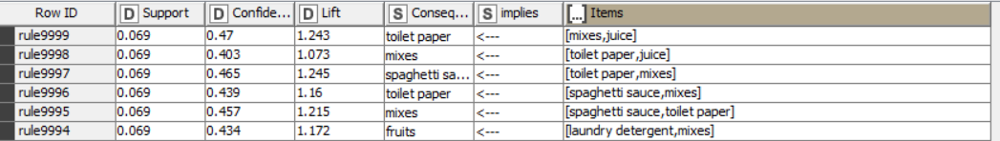 Row ID D Support D Confide... D Lift S Conseq... S implies [...] Items
rule9999 0.069 0.47 1.243 toilet paper <--- [mixes,juice]
rule9998 0.069 0.403 1.073 mixes <--- [toilet paper,juice]
rule9997 0.069 0.465 1.245 spaghetti sa... <--- [toilet paper,mixes]
rule9996 0.069 0.439 1.16 toilet paper <--- [spaghetti sauce,mixes]
rule9995 0.069 0.457 1.215 mixes <--- [spaghetti sauce,toilet paper]
rule9994 0.069 0.434 1.172 fruits <--- [laundry detergent,mixes]